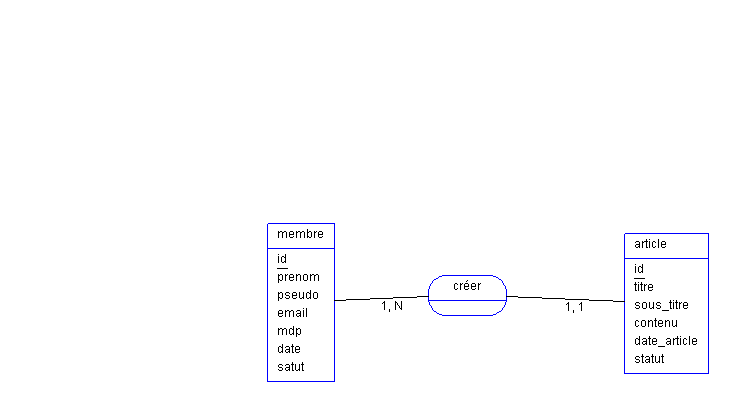 membre
id
prenom
pseudo
email
mdp
date
satut
1, N
créer
1, 1
article
id
titre
sous_titre
contenu
date_article
statut